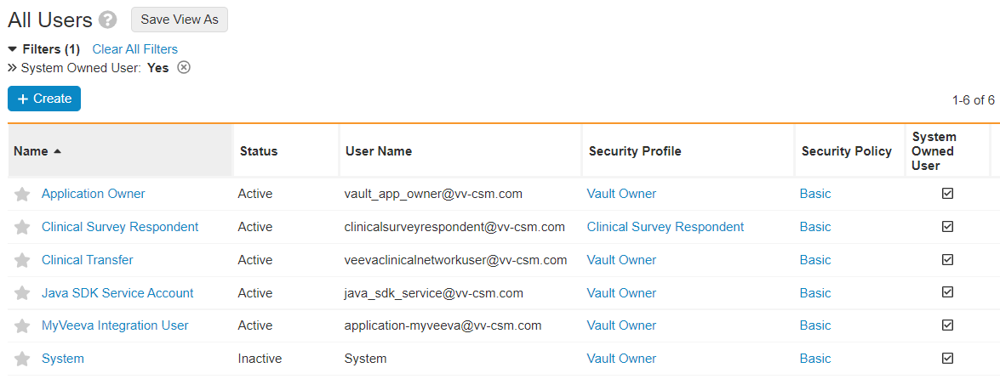 All Users ? Save View As
Filters (1) Clear All Filters
System Owned User: Yes
+ Create
1-6 of 6
Name Status User Name Security Profile Security Policy System Owned User
Application Owner Active vault_app_owner@vv-csm.com Vault Owner Basic
Clinical Survey Respondent Active clinicalsurveyrespondent@vv-csm.com Clinical Survey Respondent Basic
Clinical Transfer Active veevaclinicalnetworkuser@vv-csm.com Vault Owner Basic
Java SDK Service Account Active java_sdk_service@vv-csm.com Vault Owner Basic
MyVeeva Integration User Active application-myveeva@vv-csm.com Vault Owner Basic
System Inactive System Vault Owner Basic